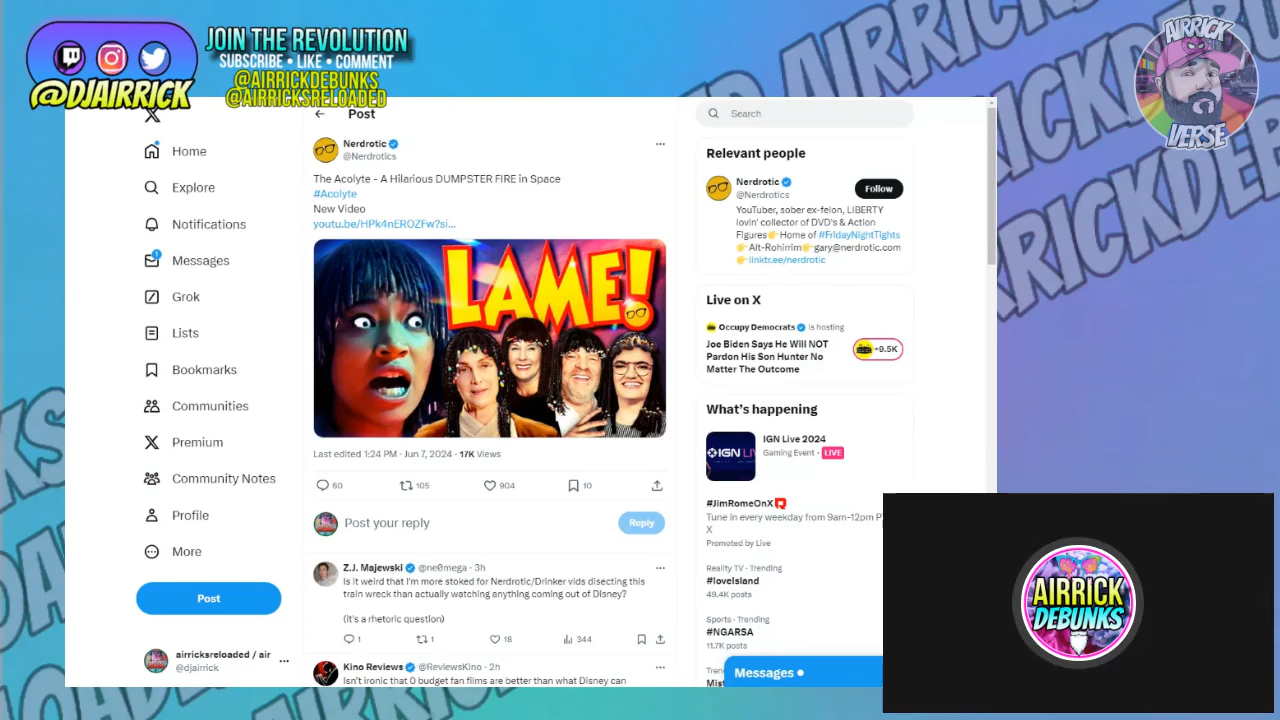 @DJAIRRICK
JOIN THE REVOLUTION
SUBSCRIBE • LIKE • COMMENT
@AIRRICKDEBUNKS
@AIRRICKSRELOADED
AIRRICK
VERSE
Home
Explore
Notifications
1
Messages
Grok
Lists
Bookmarks
Communities
Premium
Community Notes
Profile
More
Post
airricksreloaded / air
@djairrick
Post
Nerdrotic
@Nerdrotics
The Acolyte - A Hilarious DUMPSTER FIRE in Space
#Acolyte
New Video
youtu.be/HPk4nEROZFw?si...
LAME!
Last edited 1:24 PM · Jun 7, 2024 · 17K Views
60 105 904 10
Post your reply
Reply
Z.J. Majewski @ne0mega · 3h
Is it weird that I'm more stoked for Nerdrotic/Drinker vids disecting this
train wreck than actually watching anything coming out of Disney?
(It's a rhetoric question)
1 1 18 344
Kino Reviews @ReviewsKino · 2h
Isn't ironic that 0 budget fan films are better than what Disney can
Search
Relevant people
Nerdrotic
@Nerdrotics
Follow
YouTuber, sober ex-felon, LIBERTY
lovin' collector of DVD's & Action
Figures👉Home of #FridayNightTights
👉Alt-Rohirrim👉gary@nerdrotic.com
👉linktr.ee/nerdrotic
Live on X
Occupy Democrats is hosting
Joe Biden Says He Will NOT
Pardon His Son Hunter No
Matter The Outcome
+9.5K
What's happening
IGN LIV
IGN Live 2024
Gaming Event · LIVE
#JimRomeOnX
Tune in every weekday from 9am-12pm P
X
Promoted by Live
Reality TV · Trending
#loveIsland
49.4K posts
Sports · Trending
#NGARSA
11.7K posts
Messages
AIRRICK
DEBUNKS